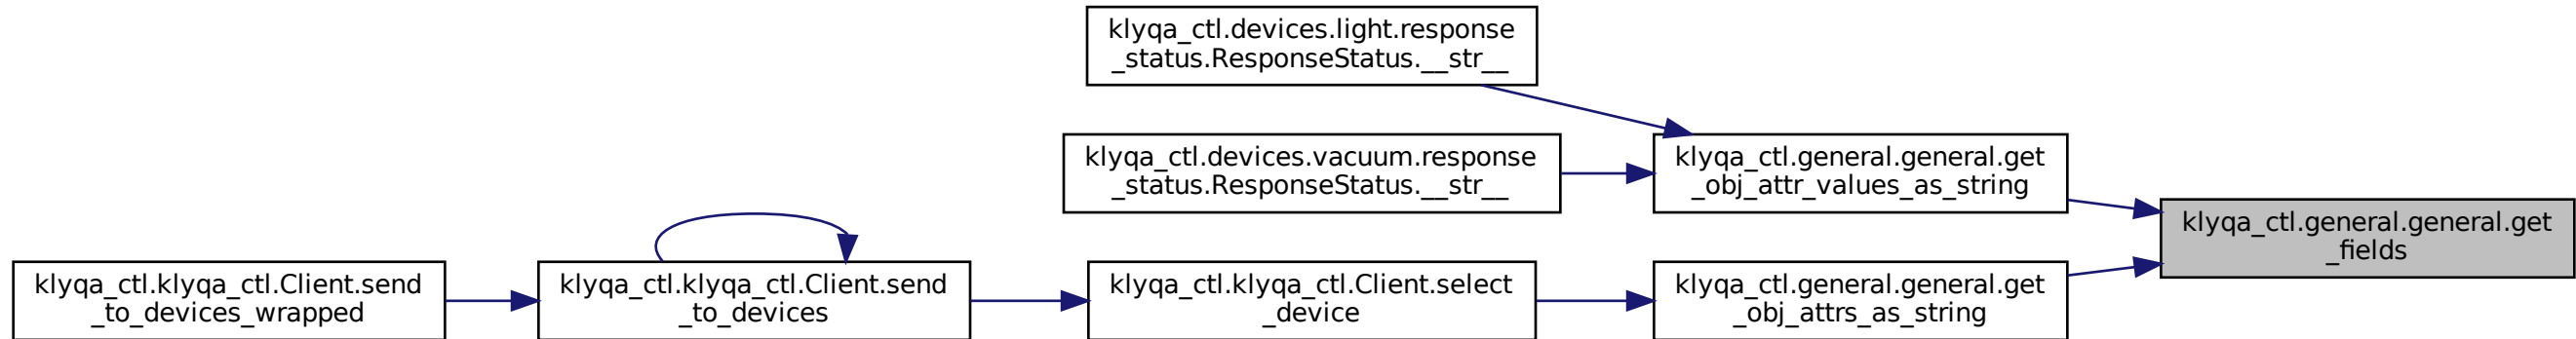 klyqa_ctl.devices.light.response
_status.ResponseStatus.__str__
klyqa_ctl.devices.vacuum.response
_status.ResponseStatus.__str__
klyqa_ctl.general.general.get
_obj_attr_values_as_string
klyqa_ctl.general.general.get
_fields
klyqa_ctl.klyqa_ctl.Client.send
_to_devices_wrapped
klyqa_ctl.klyqa_ctl.Client.send
_to_devices
klyqa_ctl.klyqa_ctl.Client.select
_device
klyqa_ctl.general.general.get
_obj_attrs_as_string